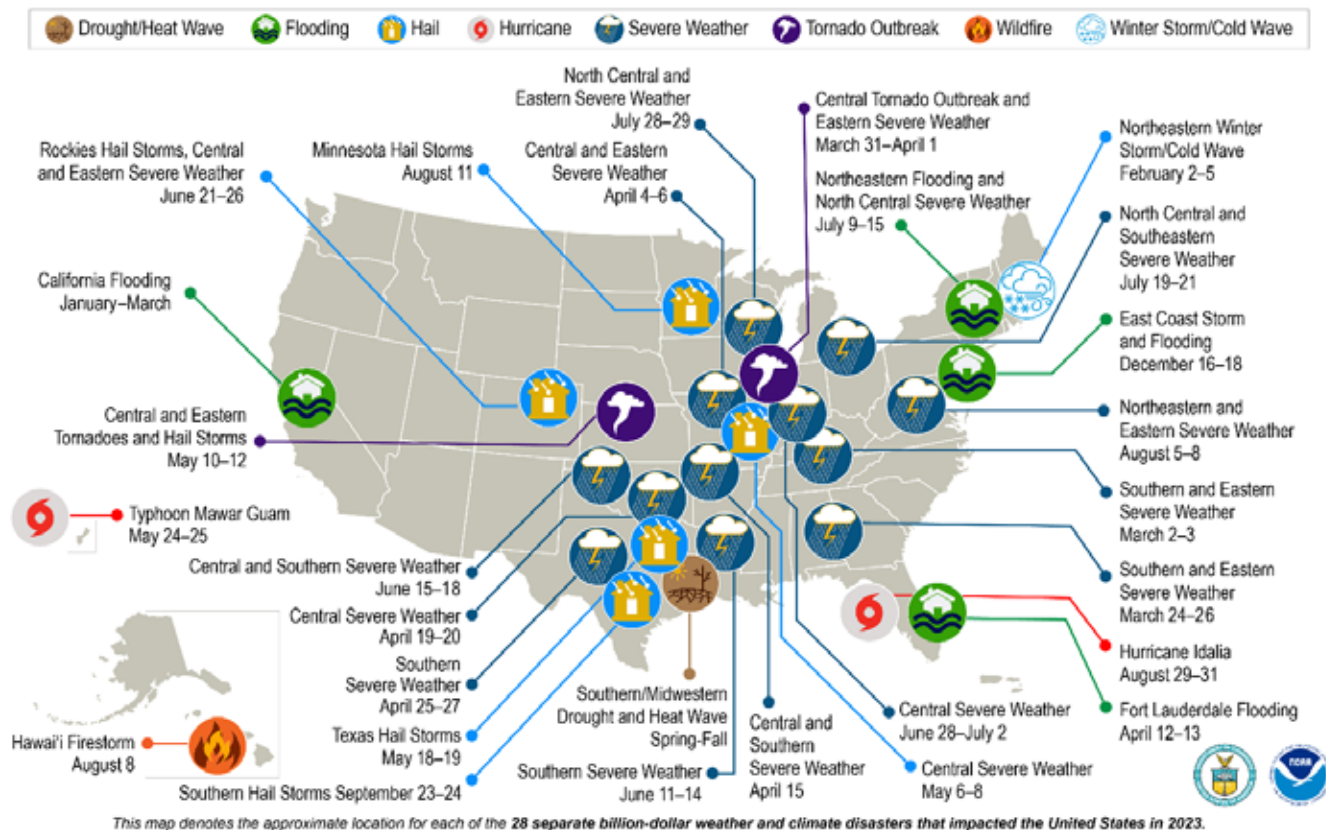 Drought/Heat Wave Flooding Hail Hurricane Severe Weather Tornado Outbreak Wildfire Winter Storm/Cold Wave
North Central and
Eastern Severe Weather
July 28–29
Central Tornado Outbreak and
Eastern Severe Weather
March 31–April 1
Northeastern Winter
Storm/Cold Wave
February 2–5
Rockies Hail Storms, Central
and Eastern Severe Weather
June 21–26
Minnesota Hail Storms
August 11
Central and Eastern
Severe Weather
April 4–6
Northeastern Flooding and
North Central Severe Weather
July 9–15
North Central and
Southeastern
Severe Weather
July 19–21
California Flooding
January–March
East Coast Storm
and Flooding
December 16–18
Central and Eastern
Tornadoes and Hail Storms
May 10–12
Northeastern and
Eastern Severe Weather
August 5–8
Typhoon Mawar Guam
May 24–25
Southern and Eastern
Severe Weather
March 2–3
Central and Southern Severe Weather
June 15–18
Southern and Eastern
Severe Weather
March 24–26
Central Severe Weather
April 19–20
Hurricane Idalia
August 29–31
Southern
Severe Weather
April 25–27
Southern/Midwestern
Drought and Heat Wave
Spring-Fall
Central and
Southern
Severe Weather
April 15
Central Severe Weather
June 28–July 2
Fort Lauderdale Flooding
April 12–13
Texas Hail Storms
May 18–19
Hawai'i Firestorm
August 8
Southern Severe Weather
June 11–14
Central Severe Weather
May 6–8
Southern Hail Storms September 23–24
NOAA
This map denotes the approximate location for each of the 28 separate billion-dollar weather and climate disasters that impacted the United States in 2023.